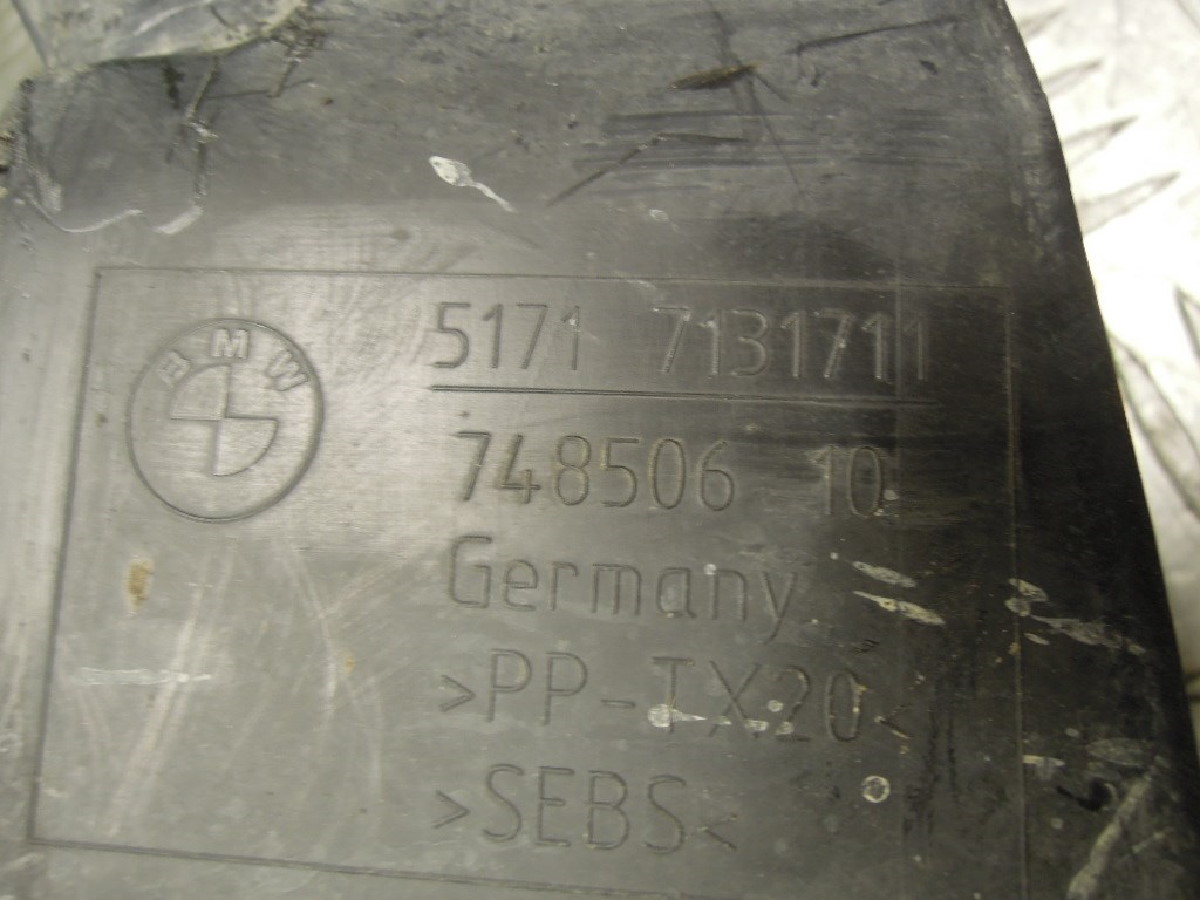 BMW
5171 7131711
748506 10
Germany
>PP-TX20<
>SEBS<